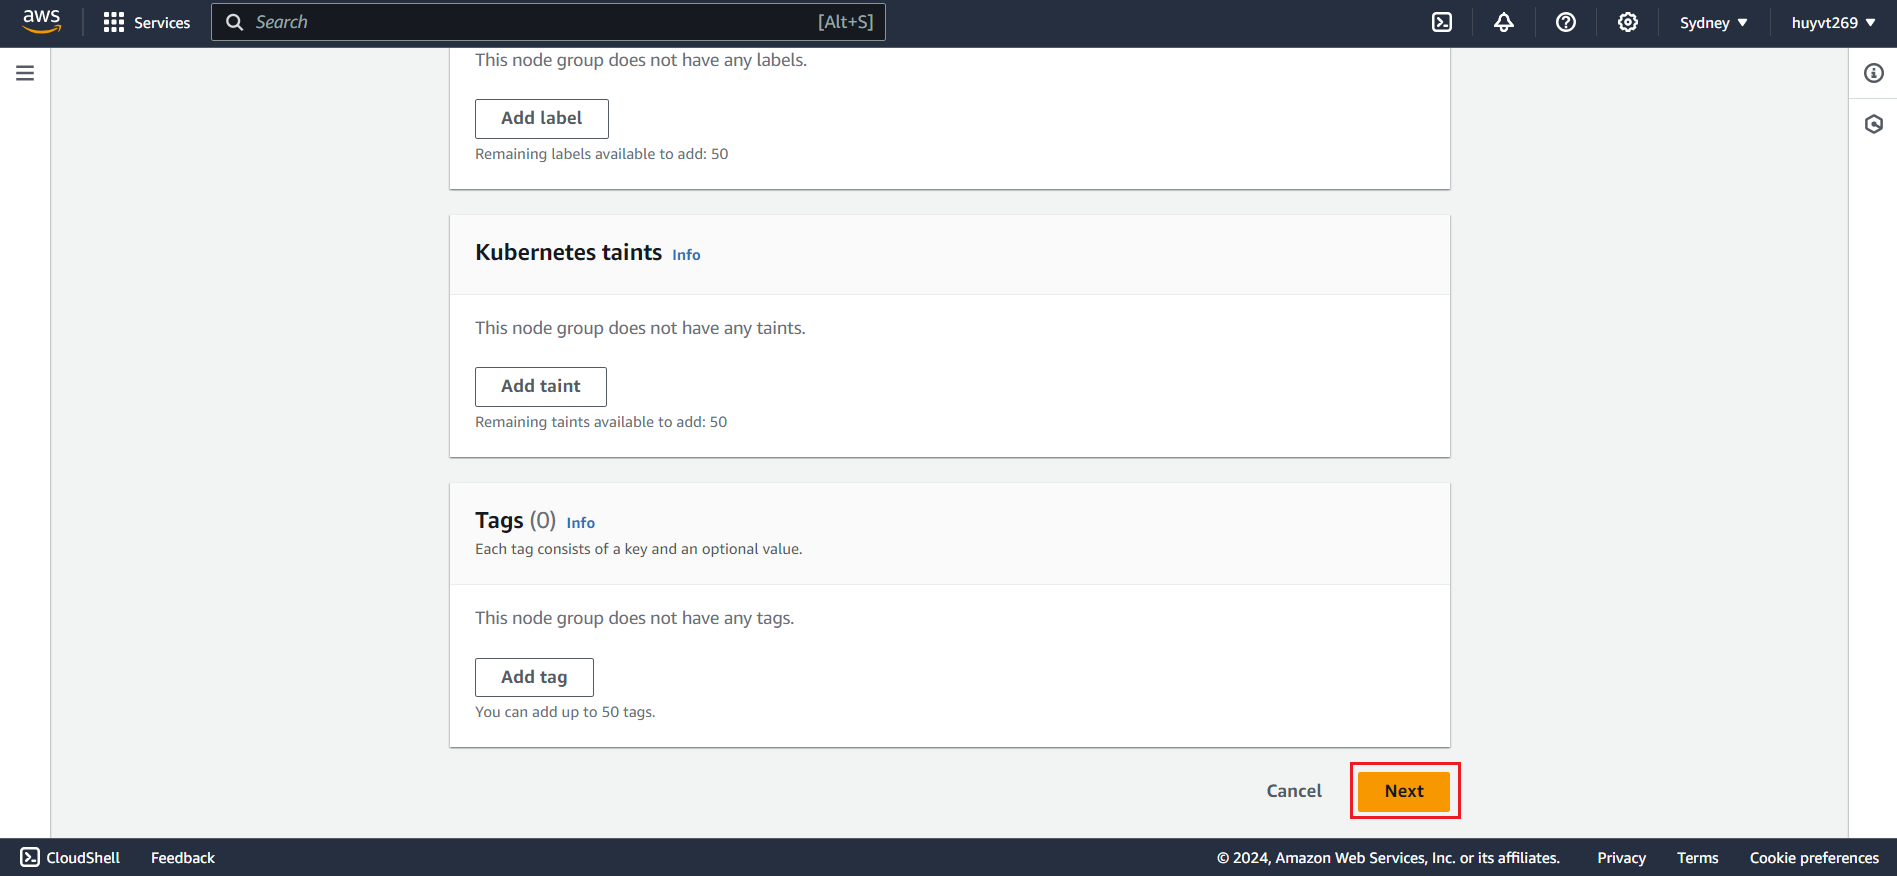 aws
Services
Search
[Alt+S]
Sydney
huyvt269
This node group does not have any labels.
Add label
Remaining labels available to add: 50
Kubernetes taints Info
This node group does not have any taints.
Add taint
Remaining taints available to add: 50
Tags (0) Info
Each tag consists of a key and an optional value.
This node group does not have any tags.
Add tag
You can add up to 50 tags.
Cancel
Next
CloudShell
Feedback
© 2024, Amazon Web Services, Inc. or its affiliates.
Privacy
Terms
Cookie preferences